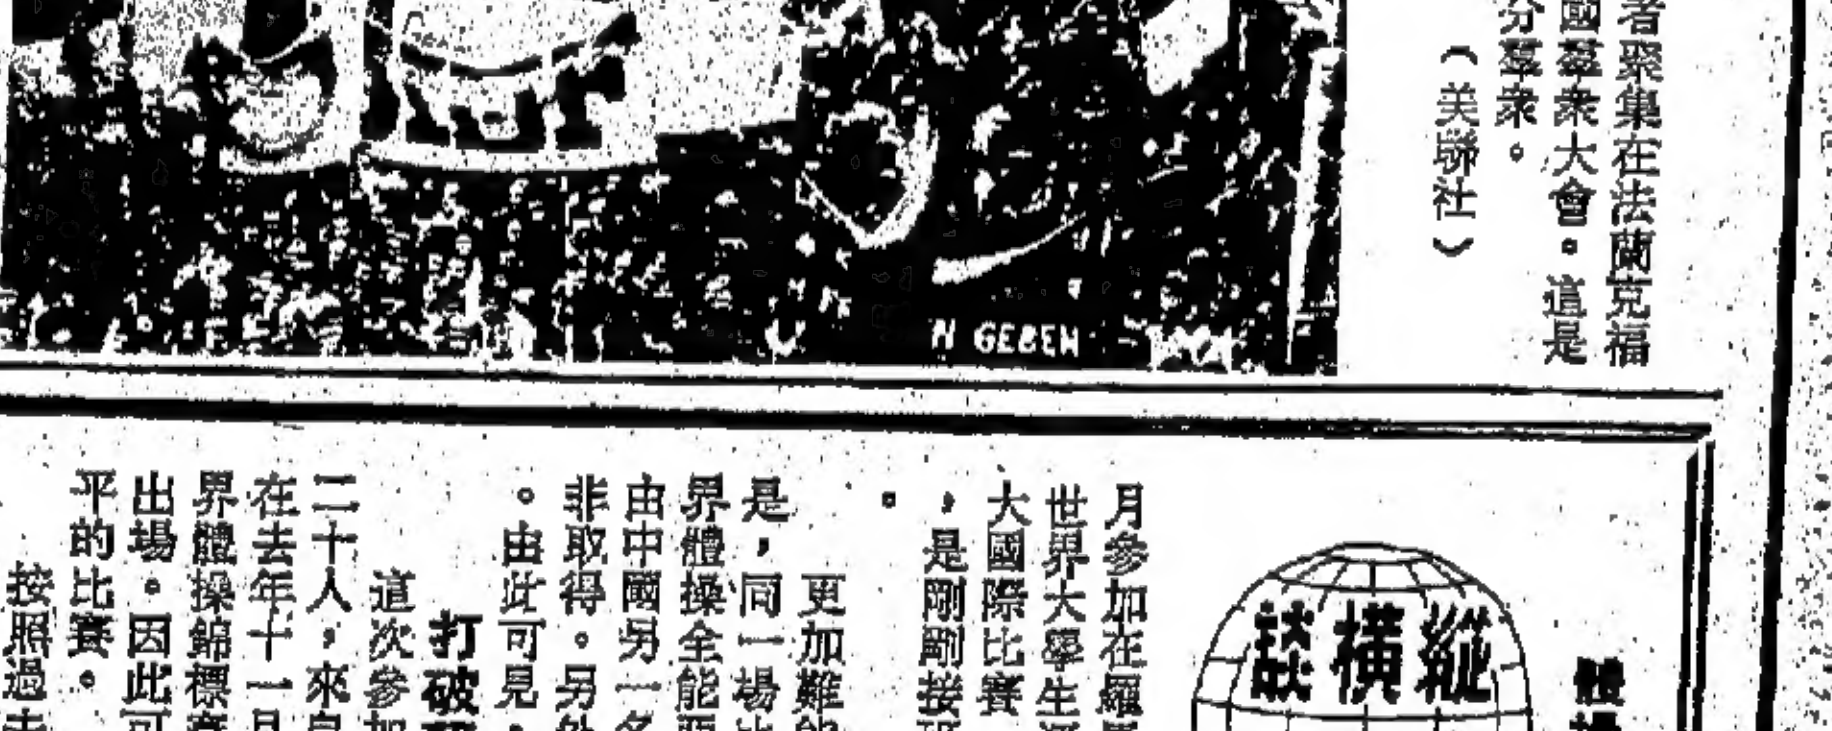 者聚集在法蘭克福
國羣衆大會。這是
分羣衆。
（美聯社）
N GEBEN
縱橫談
體操
月參加在羅馬
世界大學生運
大國際比賽
，是剛剛接
。
更加難能
是，同一場比
界體操全能亞
由中國另一名
非取得。另外
。由此可見，
打破
這次參加
二十人，來自
在去年十一月
界體操錦標賽
出場。因此可
平的比賽。
按照過去